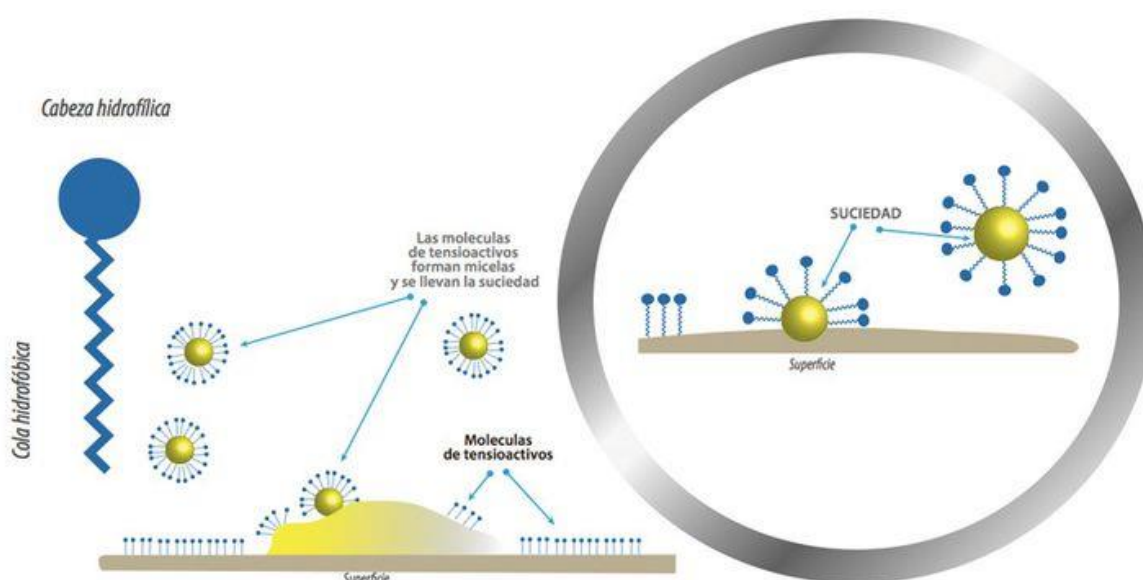 Cabeza hidrofílica
Cola hidrofóbica
Las moleculas
de tensioactivos
forman micelas
y se llevan la suciedad
Moleculas
de tensioactivos
Superficie
SUCIEDAD
Superficie